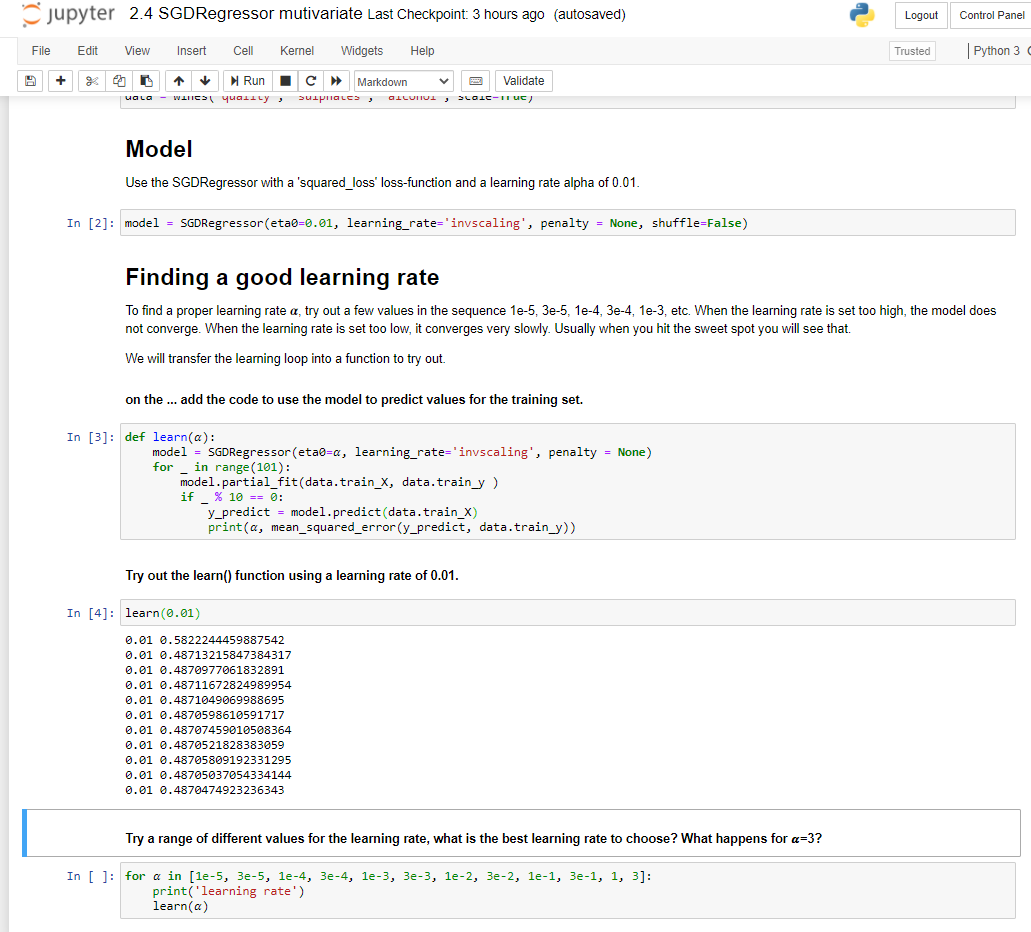 jupyter 2.4 SGDRegressor mutivariate Last Checkpoint: 3 hours ago (autosaved)
Logout Control Panel
File Edit View Insert Cell Kernel Widgets Help
Trusted Python 3
Run Markdown Validate
data = wines('quality', 'sulphates', 'alcohol', scale=True)
Model
Use the SGDRegressor with a 'squared_loss' loss-function and a learning rate alpha of 0.01.
In [2]: model = SGDRegressor(eta0=0.01, learning_rate='invscaling', penalty = None, shuffle=False)
Finding a good learning rate
To find a proper learning rate α, try out a few values in the sequence 1e-5, 3e-5, 1e-4, 3e-4, 1e-3, etc. When the learning rate is set too high, the model does
not converge. When the learning rate is set too low, it converges very slowly. Usually when you hit the sweet spot you will see that.
We will transfer the learning loop into a function to try out.
on the ... add the code to use the model to predict values for the training set.
In [3]: def learn(α):
model = SGDRegressor(eta0=α, learning_rate='invscaling', penalty = None)
for _ in range(101):
model.partial_fit(data.train_X, data.train_y )
if _ % 10 == 0:
y_predict = model.predict(data.train_X)
print(α, mean_squared_error(y_predict, data.train_y))
Try out the learn() function using a learning rate of 0.01.
In [4]: learn(0.01)
0.01 0.5822244459887542
0.01 0.48713215847384317
0.01 0.4870977061832891
0.01 0.48711672824989954
0.01 0.4871049069988695
0.01 0.4870598610591717
0.01 0.48707459010508364
0.01 0.4870521828383059
0.01 0.48705809192331295
0.01 0.48705037054334144
0.01 0.4870474923236343
Try a range of different values for the learning rate, what is the best learning rate to choose? What happens for α=3?
In [ ]: for α in [1e-5, 3e-5, 1e-4, 3e-4, 1e-3, 3e-3, 1e-2, 3e-2, 1e-1, 3e-1, 1, 3]:
print('learning rate')
learn(α)